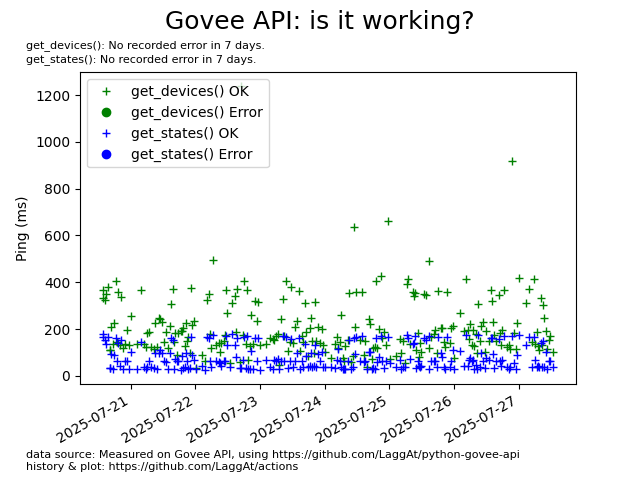 Govee API: is it working?
get_devices(): No recorded error in 7 days.
get_states(): No recorded error in 7 days.
get_devices() OK
get_devices() Error
get_states() OK
get_states() Error
Ping (ms)
1200
1000
800
600
400
200
0
2025-07-21
2025-07-22
2025-07-23
2025-07-24
2025-07-25
2025-07-26
2025-07-27
data source: Measured on Govee API, using https://github.com/LaggAt/python-govee-api
history & plot: https://github.com/LaggAt/actions